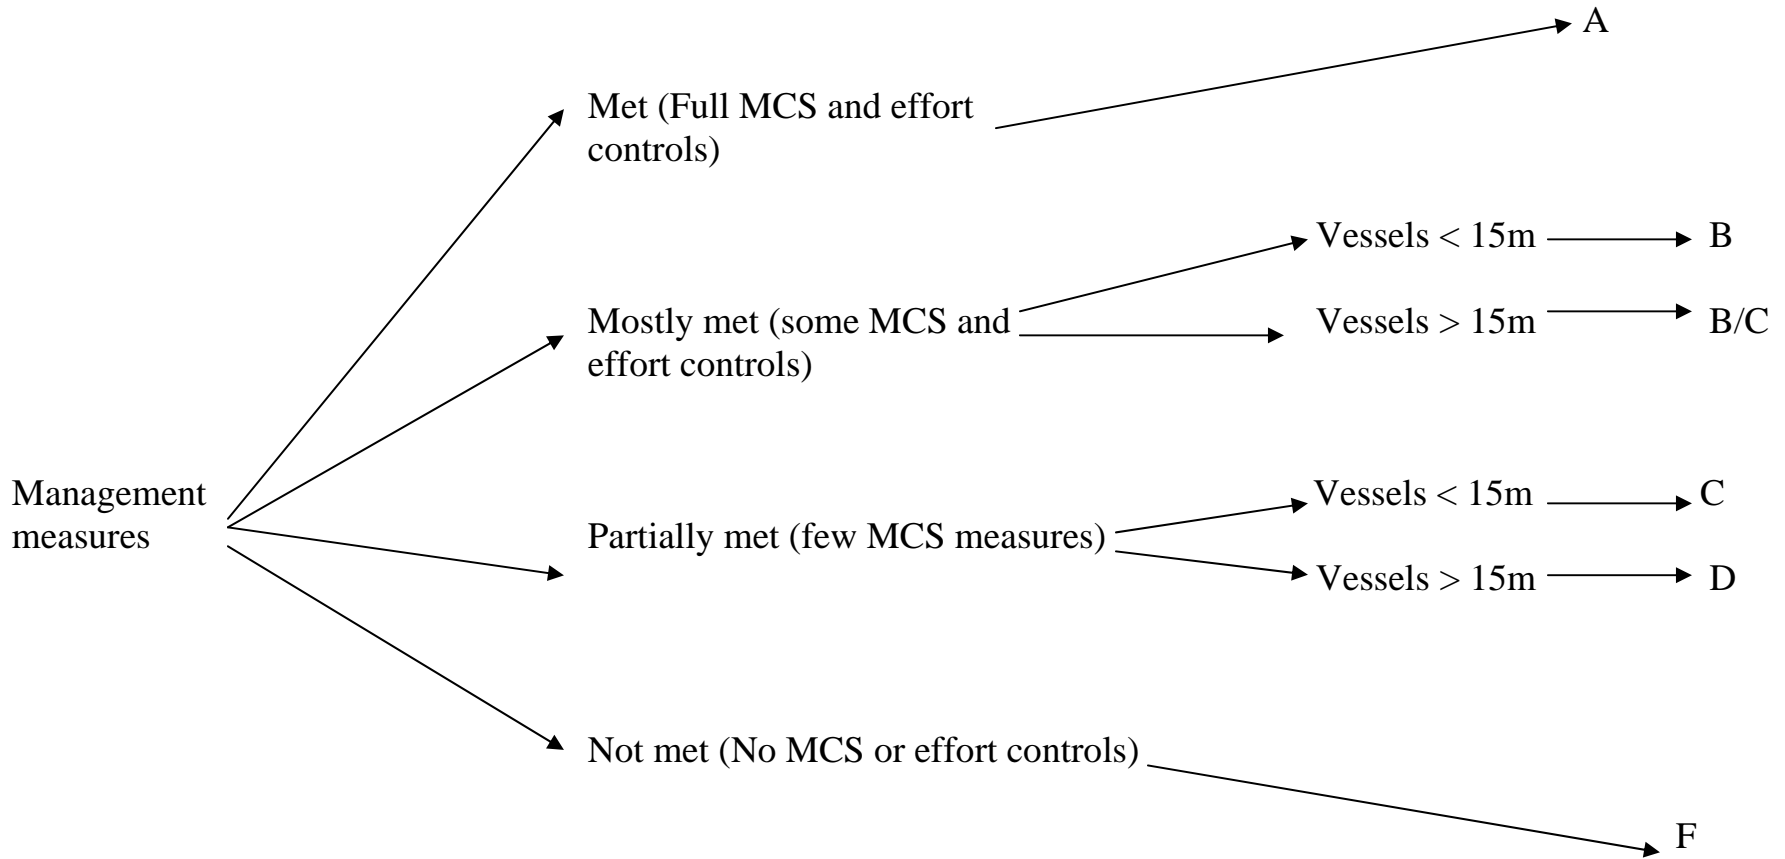 A
Met (Full MCS and effort
controls)
Vessels < 15m
B
Mostly met (some MCS and
effort controls)
Vessels > 15m
B/C
Management
measures
Partially met (few MCS measures)
Vessels < 15m
C
Vessels > 15m
D
Not met (No MCS or effort controls)
F